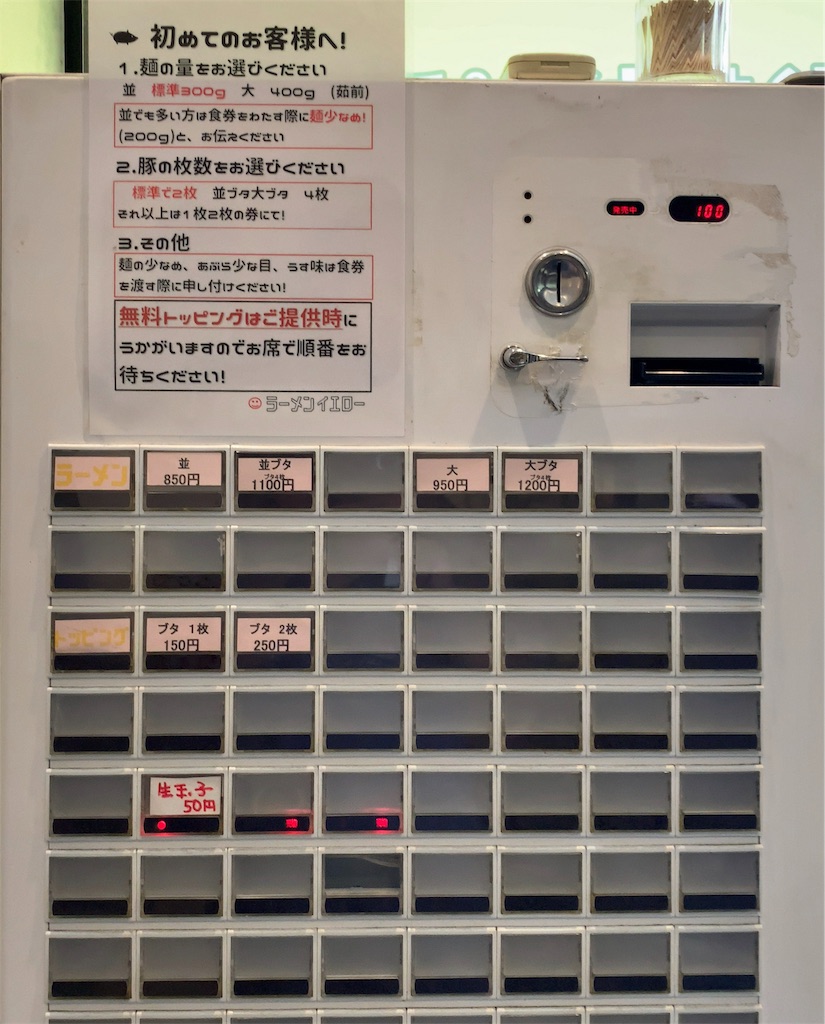 初めてのお客様へ!
1.麺の量をお選びください
並 標準300g 大 400g (茹前)
並でも多い方は食券をわたす際に麺少なめ!
(200g)と、お伝えください
2.豚の枚数をお選びください
標準で2枚 並ブタ大ブタ 4枚
それ以上は1枚2枚の券にて!
3.その他
麺の少なめ、あぶら少な目、うす味は食券
を渡す際に申し付けください!
無料トッピングはご提供時に
うかがいますのでお席で順番をお
待ちください!
ラーメンイエロー
発売中
100
ラーメン
並
850円
並ブタ
ブタ4枚
1100円
大
950円
大ブタ
ブタ4枚
1200円
トッピング
ブタ 1枚
150円
ブタ 2枚
250円
生玉子
50円